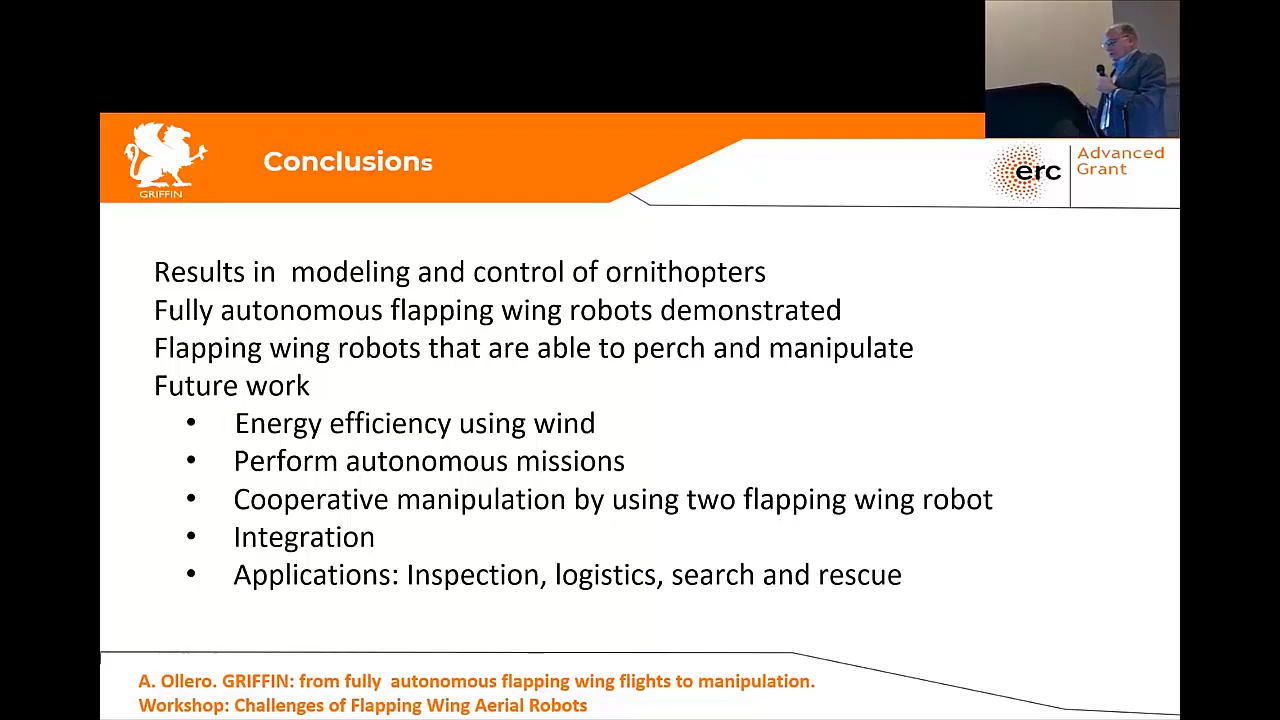 GRIFFIN
Conclusions
erc
Advanced
Grant
Results in modeling and control of ornithopters
Fully autonomous flapping wing robots demonstrated
Flapping wing robots that are able to perch and manipulate
Future work
• Energy efficiency using wind
• Perform autonomous missions
• Cooperative manipulation by using two flapping wing robot
• Integration
• Applications: Inspection, logistics, search and rescue
A. Ollero. GRIFFIN: from fully autonomous flapping wing flights to manipulation.
Workshop: Challenges of Flapping Wing Aerial Robots